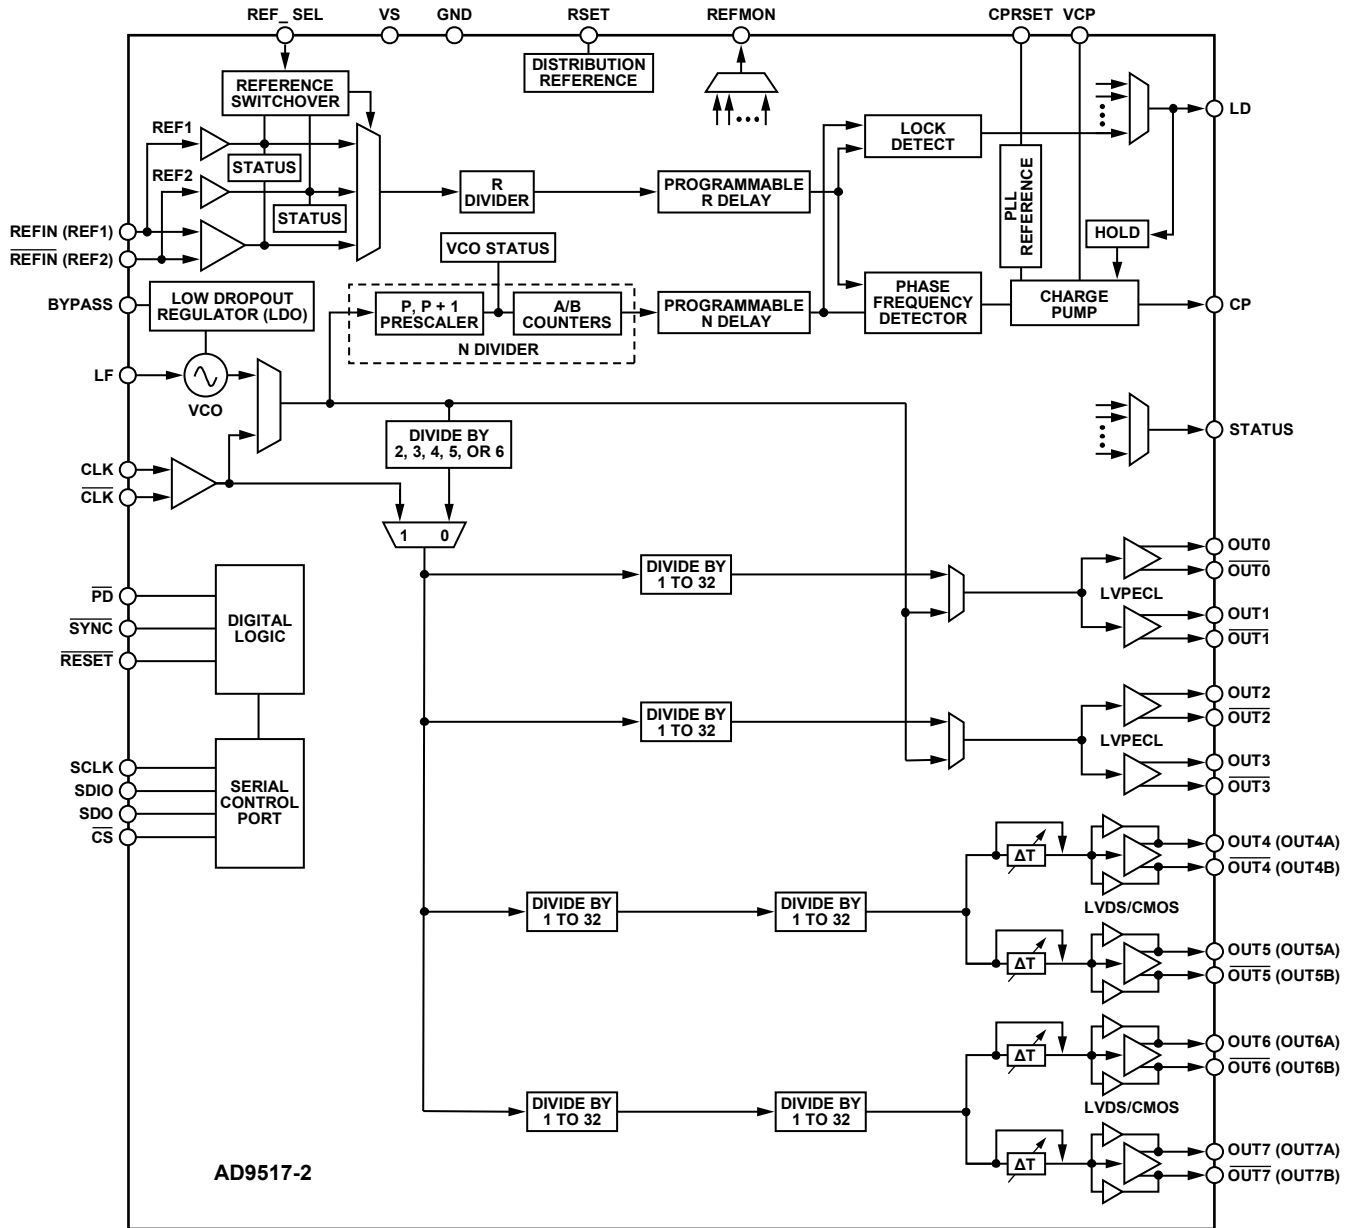 REF_ SEL
VS
GND
RSET
REFMON
CPRSET
VCP
DISTRIBUTION
REFERENCE
REFERENCE
SWITCHOVER
REF1
STATUS
REF2
STATUS
R
DIVIDER
PROGRAMMABLE
R DELAY
LOCK
DETECT
PLL
REFERENCE
LD
HOLD
REFIN (REF1)
REFIN (REF2)
BYPASS
LOW DROPOUT
REGULATOR (LDO)
VCO STATUS
P, P + 1
PRESCALER
A/B
COUNTERS
N DIVIDER
PROGRAMMABLE
N DELAY
PHASE
FREQUENCY
DETECTOR
CHARGE
PUMP
CP
LF
VCO
STATUS
DIVIDE BY
2, 3, 4, 5, OR 6
CLK
CLK
1 0
DIVIDE BY
1 TO 32
LVPECL
OUT0
OUT0
OUT1
OUT1
PD
SYNC
RESET
DIGITAL
LOGIC
DIVIDE BY
1 TO 32
LVPECL
OUT2
OUT2
OUT3
OUT3
SCLK
SDIO
SDO
CS
SERIAL
CONTROL
PORT
DIVIDE BY
1 TO 32
DIVIDE BY
1 TO 32
ΔT
OUT4 (OUT4A)
OUT4 (OUT4B)
LVDS/CMOS
ΔT
OUT5 (OUT5A)
OUT5 (OUT5B)
DIVIDE BY
1 TO 32
DIVIDE BY
1 TO 32
ΔT
OUT6 (OUT6A)
OUT6 (OUT6B)
LVDS/CMOS
ΔT
OUT7 (OUT7A)
OUT7 (OUT7B)
AD9517-2